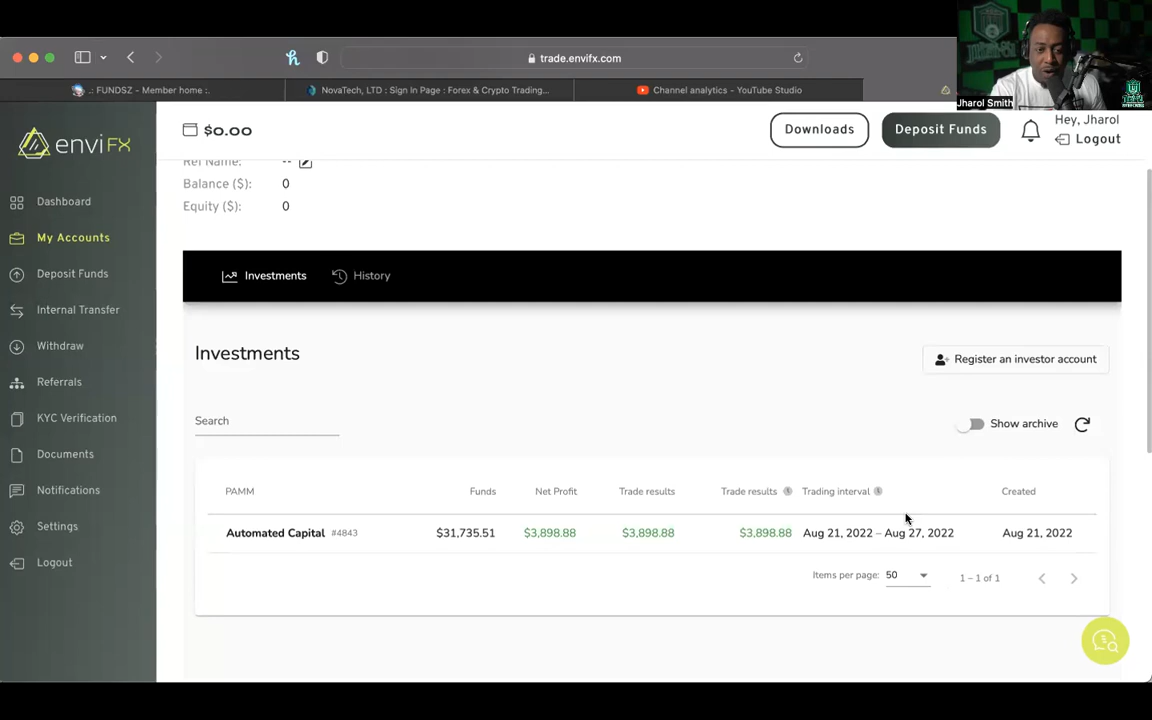 trade.envifx.com
.: FUNDSZ - Member home :.
NovaTech, LTD : Sign In Page : Forex & Crypto Trading...
Channel analytics - YouTube Studio
Jharol Smith
envi FX
$0.00
Downloads
Deposit Funds
Hey, Jharol
Logout
Ref Name: --
Balance ($): 0
Equity ($): 0
Dashboard
My Accounts
Deposit Funds
Internal Transfer
Withdraw
Referrals
KYC Verification
Documents
Notifications
Settings
Logout
Investments History
Investments
Register an investor account
Search
Show archive
PAMM Funds Net Profit Trade results Trade results Trading interval Created
Automated Capital #4843 $31,735.51 $3,898.88 $3,898.88 $3,898.88 Aug 21, 2022 – Aug 27, 2022 Aug 21, 2022
Items per page: 50 1 – 1 of 1